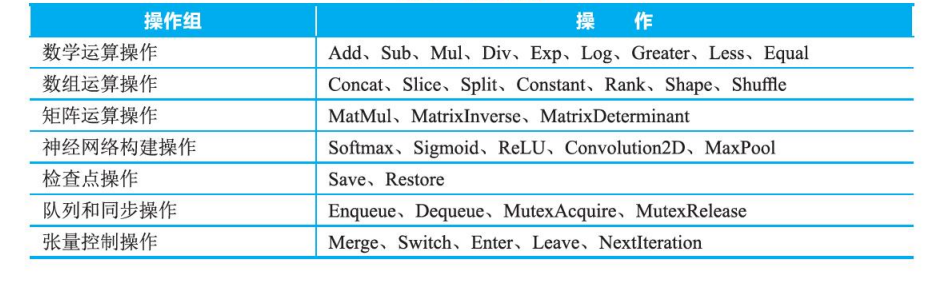 操作组 操 作
数学运算操作 Add、Sub、Mul、Div、Exp、Log、Greater、Less、Equal
数组运算操作 Concat、Slice、Split、Constant、Rank、Shape、Shuffle
矩阵运算操作 MatMul、MatrixInverse、MatrixDeterminant
神经网络构建操作 Softmax、Sigmoid、ReLU、Convolution2D、MaxPool
检查点操作 Save、Restore
队列和同步操作 Enqueue、Dequeue、MutexAcquire、MutexRelease
张量控制操作 Merge、Switch、Enter、Leave、NextIteration